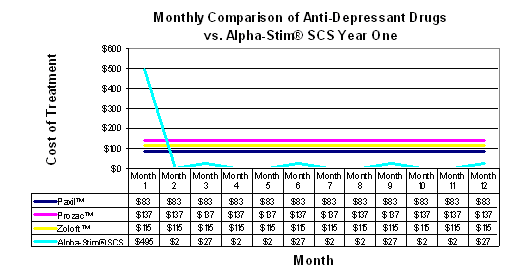 Monthly Comparison of Anti-Depressant Drugs
vs. Alpha-Stim® SCS Year One
$600
$500
$400
$300
$200
$100
$0
Cost of Treatment
Month 1 Month 2 Month 3 Month 4 Month 5 Month 6 Month 7 Month 8 Month 9 Month 10 Month 11 Month 12
Paxil™ $83 $83 $83 $83 $83 $83 $83 $83 $83 $83 $83 $83
Prozac™ $137 $137 $137 $137 $137 $137 $137 $137 $137 $137 $137 $137
Zoloft™ $115 $115 $115 $115 $115 $115 $115 $115 $115 $115 $115 $115
Alpha-Stim® SCS $495 $2 $27 $2 $2 $27 $2 $2 $27 $2 $2 $27
Month